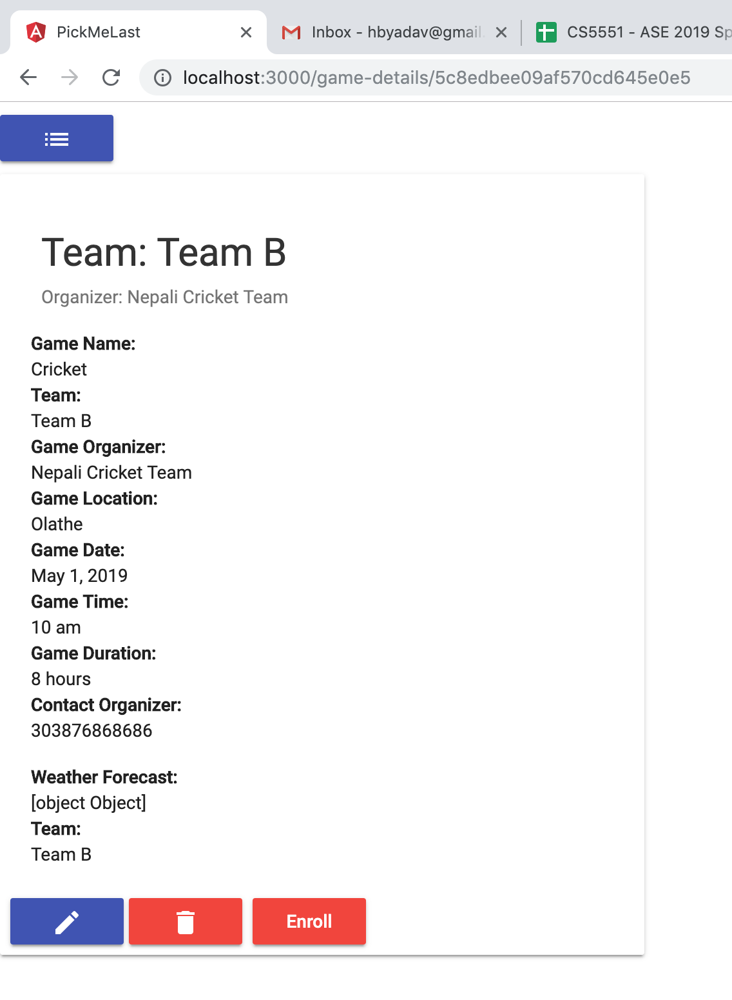 PickMeLast
Inbox - hbyadav@gmail.
CS5551 - ASE 2019 Sp
localhost:3000/game-details/5c8edbee09af570cd645e0e5
Team: Team B
Organizer: Nepali Cricket Team
Game Name:
Cricket
Team:
Team B
Game Organizer:
Nepali Cricket Team
Game Location:
Olathe
Game Date:
May 1, 2019
Game Time:
10 am
Game Duration:
8 hours
Contact Organizer:
303876868686
Weather Forecast:
[object Object]
Team:
Team B
Enroll